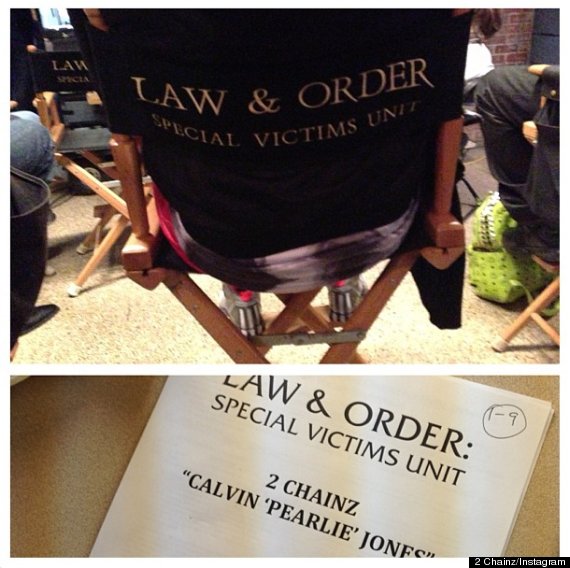 LAW
SPECIA
LAW & ORDER
SPECIAL VICTIMS UNIT
LAW & ORDER:
SPECIAL VICTIMS UNIT
1-9
2 CHAINZ
"CALVIN 'PEARLIE' JONES"
2 Chainz/Instagram